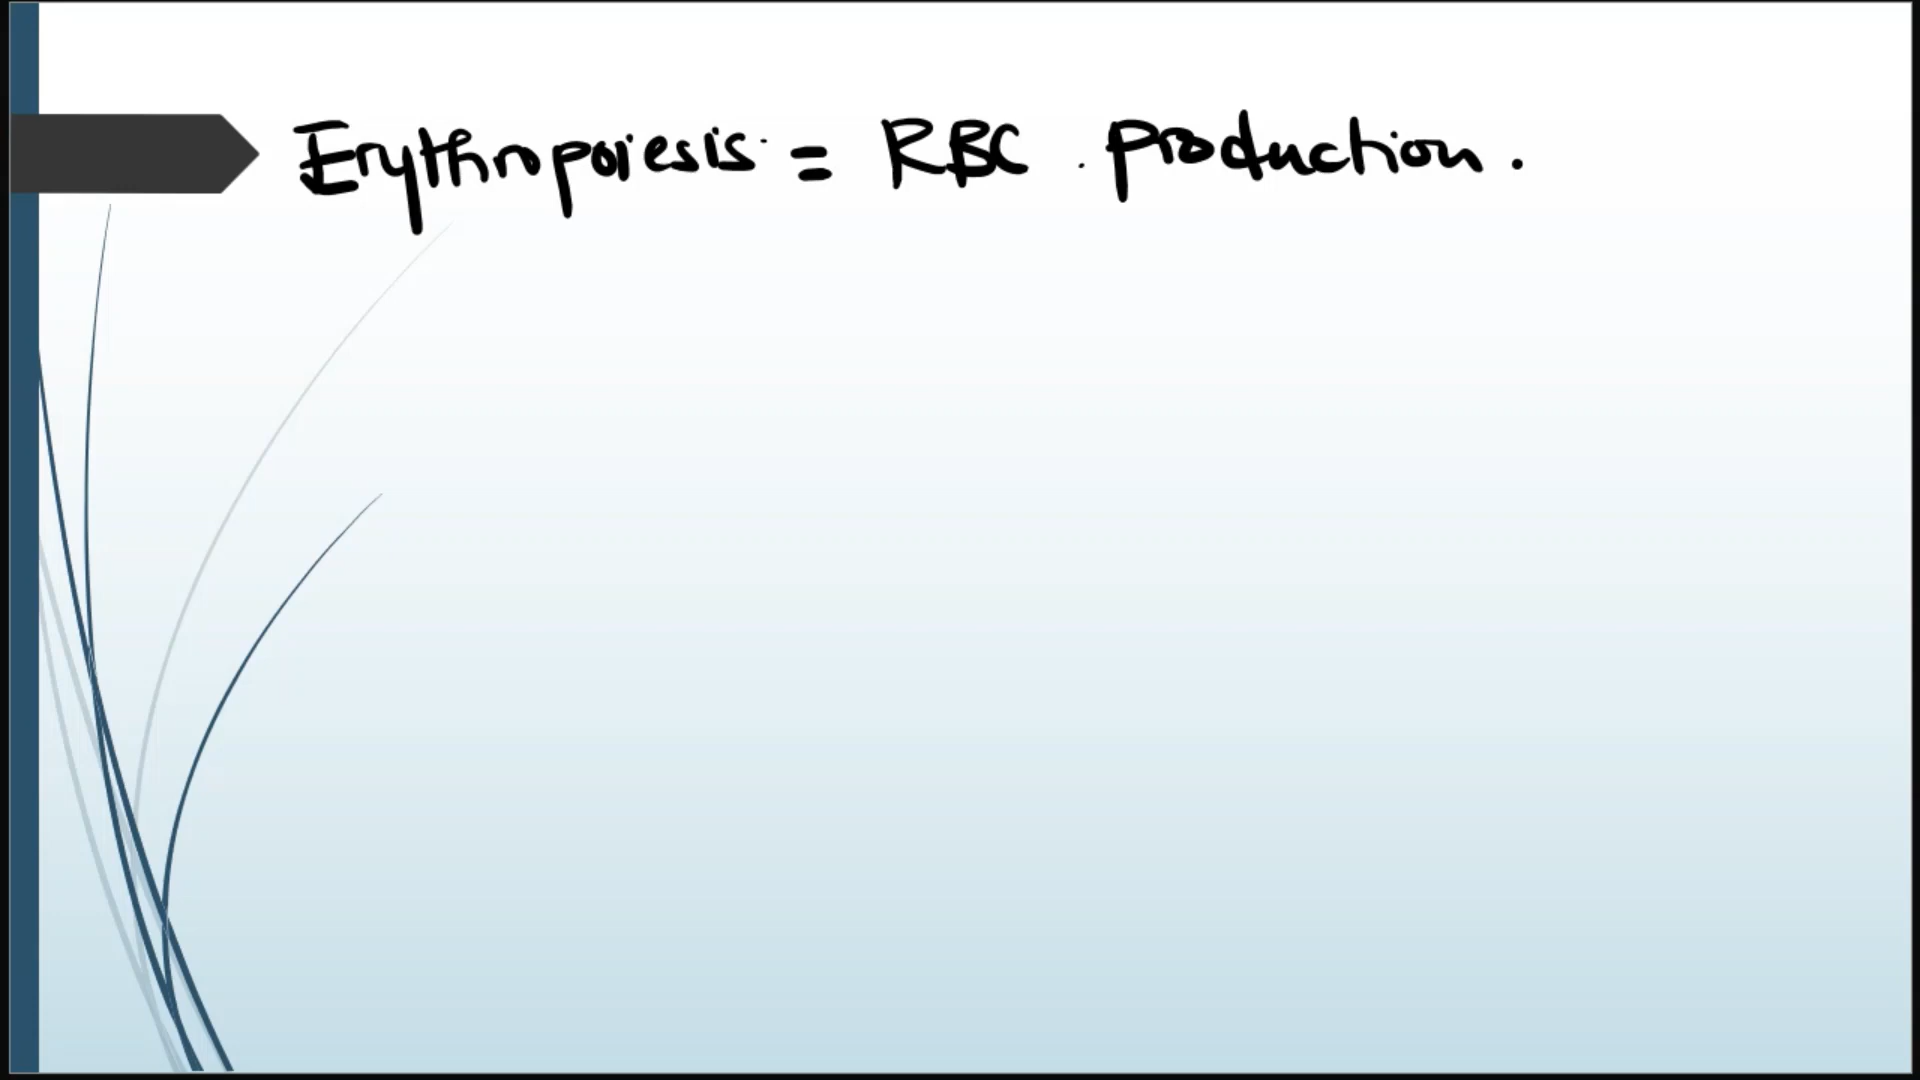 Erythropoiesis = RBC production.